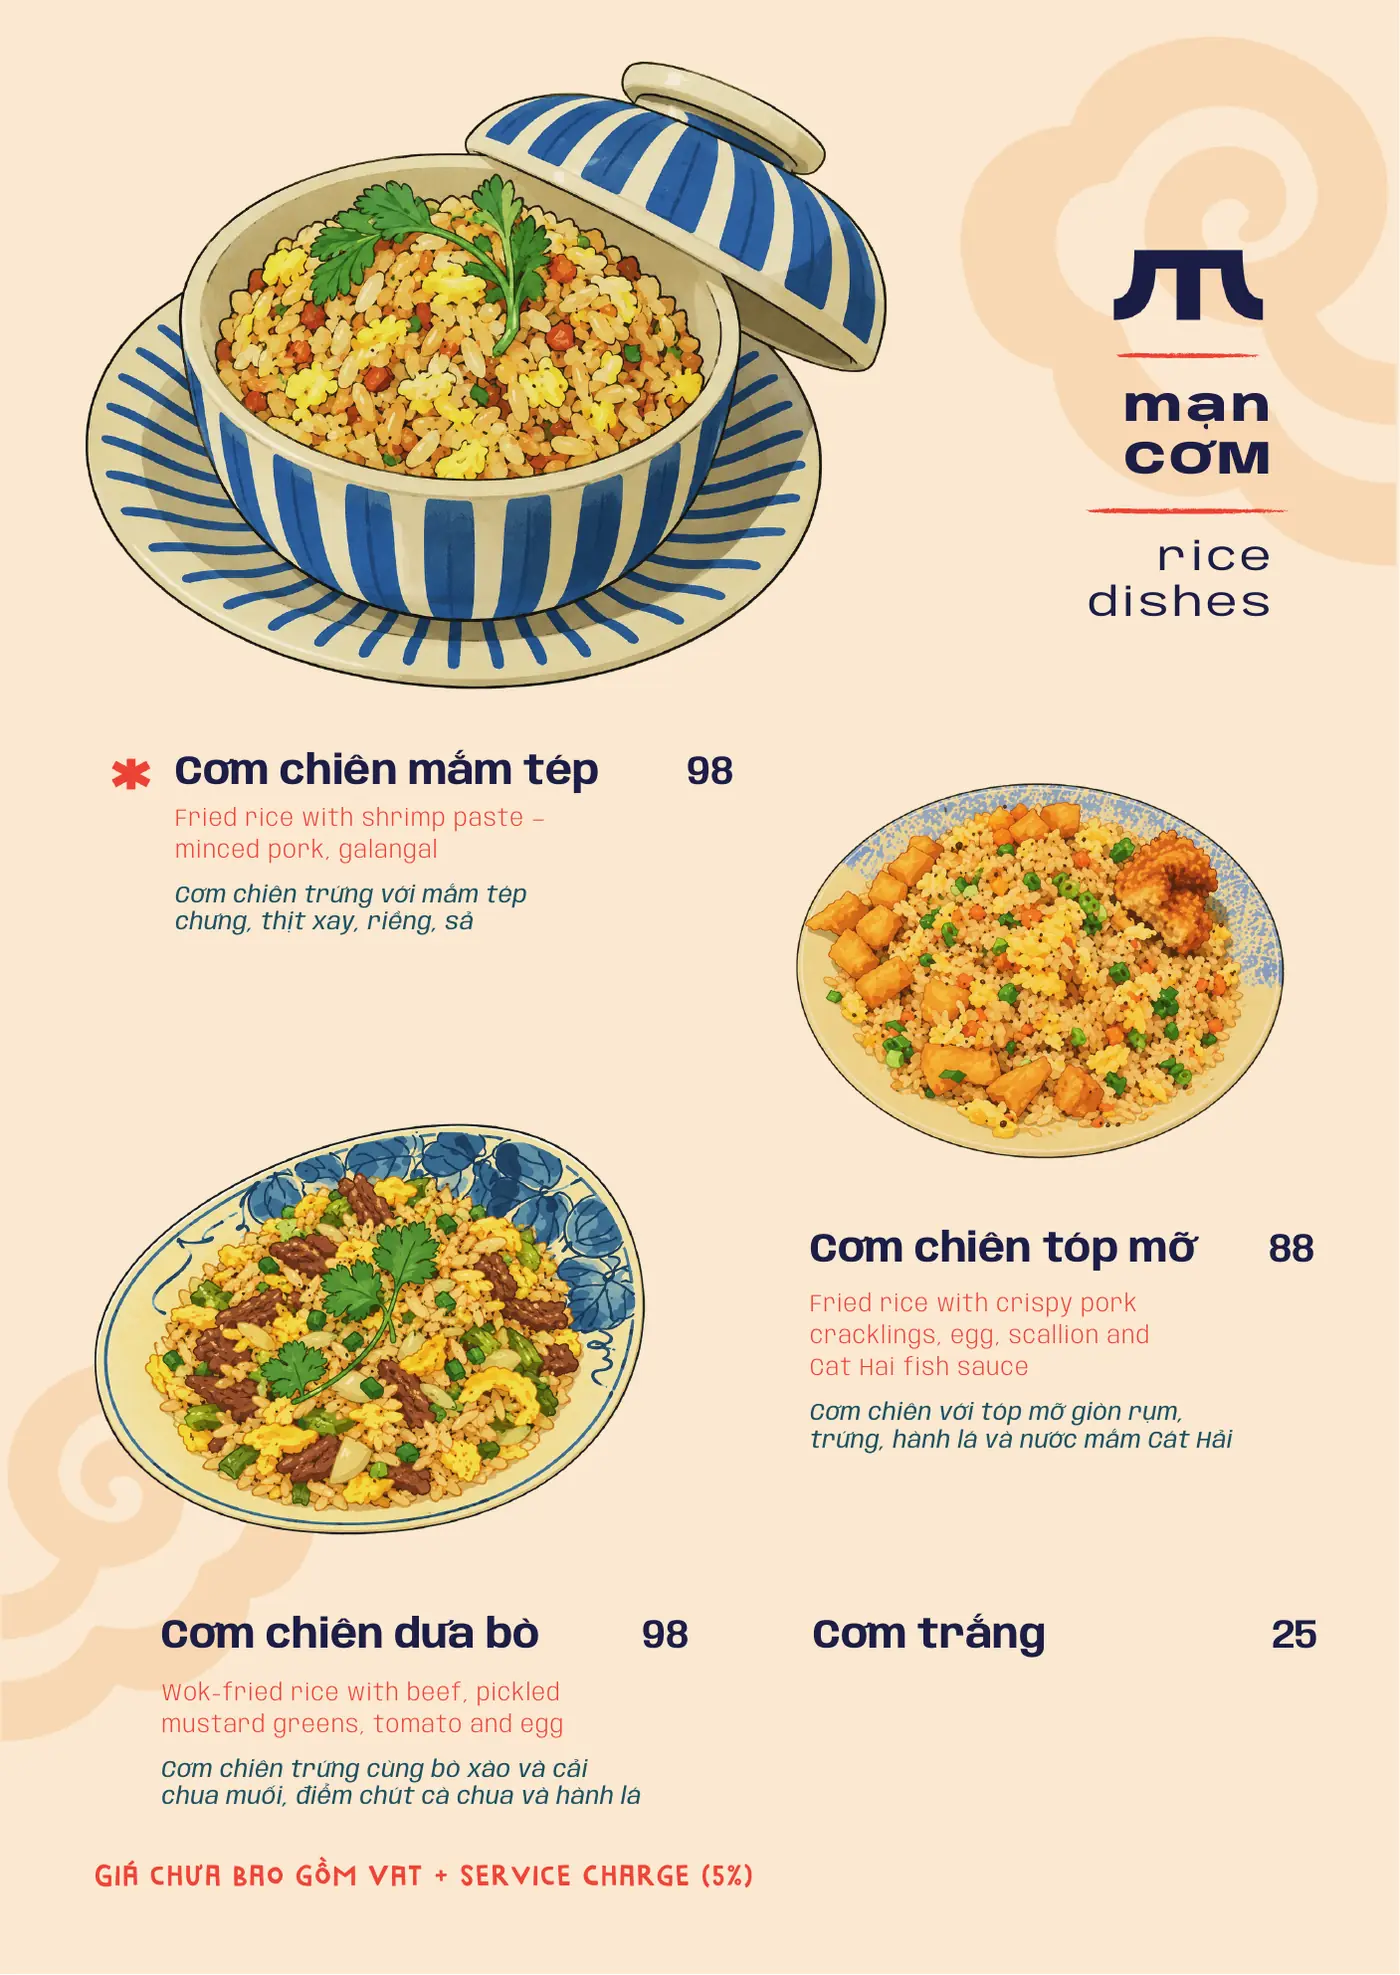 mạn
cơm
rice
dishes
Cơm chiên mắm tép 98
Fried rice with shrimp paste –
minced pork, galangal
Cơm chiên trứng với mắm tép
chưng, thịt xay, riềng, sả
Cơm chiên tóp mỡ 88
Fried rice with crispy pork
cracklings, egg, scallion and
Cat Hai fish sauce
Cơm chiên với tóp mỡ giòn rụm,
trứng, hành lá và nước mắm Cát Hải
Cơm chiên dưa bò 98
Wok-fried rice with beef, pickled
mustard greens, tomato and egg
Cơm chiên trứng cùng bò xào và cải
chua muối, điểm chút cà chua và hành lá
Cơm trắng 25
GIÁ CHƯA BAO GỒM VAT + SERVICE CHARGE (5%)